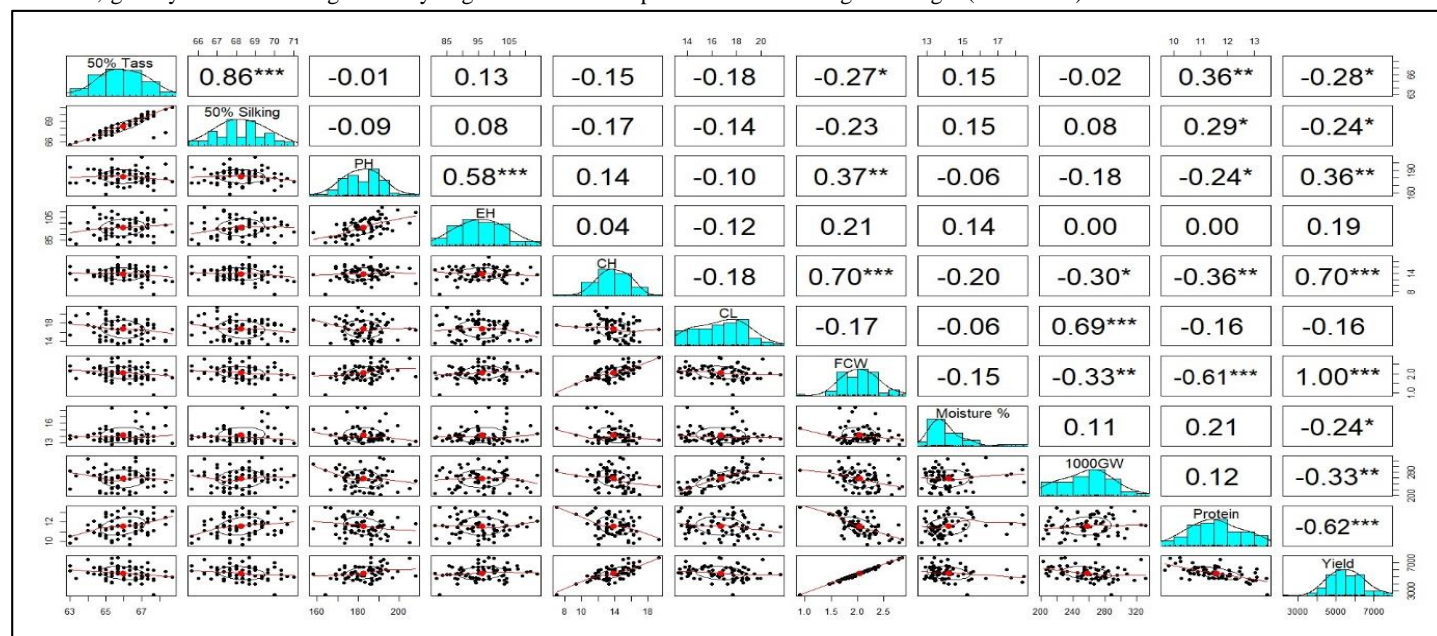 66 67 68 69 70 71 85 95 105 14 16 18 20 13 14 15 17 10 11 12 13
50% Tass 0.86*** -0.01 0.13 -0.15 -0.18 -0.27* 0.15 -0.02 0.36** -0.28* 63 66
66 69 50% Silking -0.09 0.08 -0.17 -0.14 -0.23 0.15 0.08 0.29* -0.24*
PH 0.58*** 0.14 -0.10 0.37** -0.06 -0.18 -0.24* 0.36** 160 190
85 105 EH 0.04 -0.12 0.21 0.14 0.00 0.00 0.19
CH -0.18 0.70*** -0.20 -0.30* -0.36** 0.70*** 8 14
14 18 CL -0.17 -0.06 0.69*** -0.16 -0.16
FCW -0.15 -0.33** -0.61*** 1.00*** 1.0 2.0
13 16 Moisture % 0.11 0.21 -0.24*
1000GW 0.12 -0.33** 200 280
10 12 Protein -0.62***
Yield 3000 7000
63 65 67 160 180 200 8 10 14 18 1.0 1.5 2.0 2.5 200 260 320 3000 5000 7000